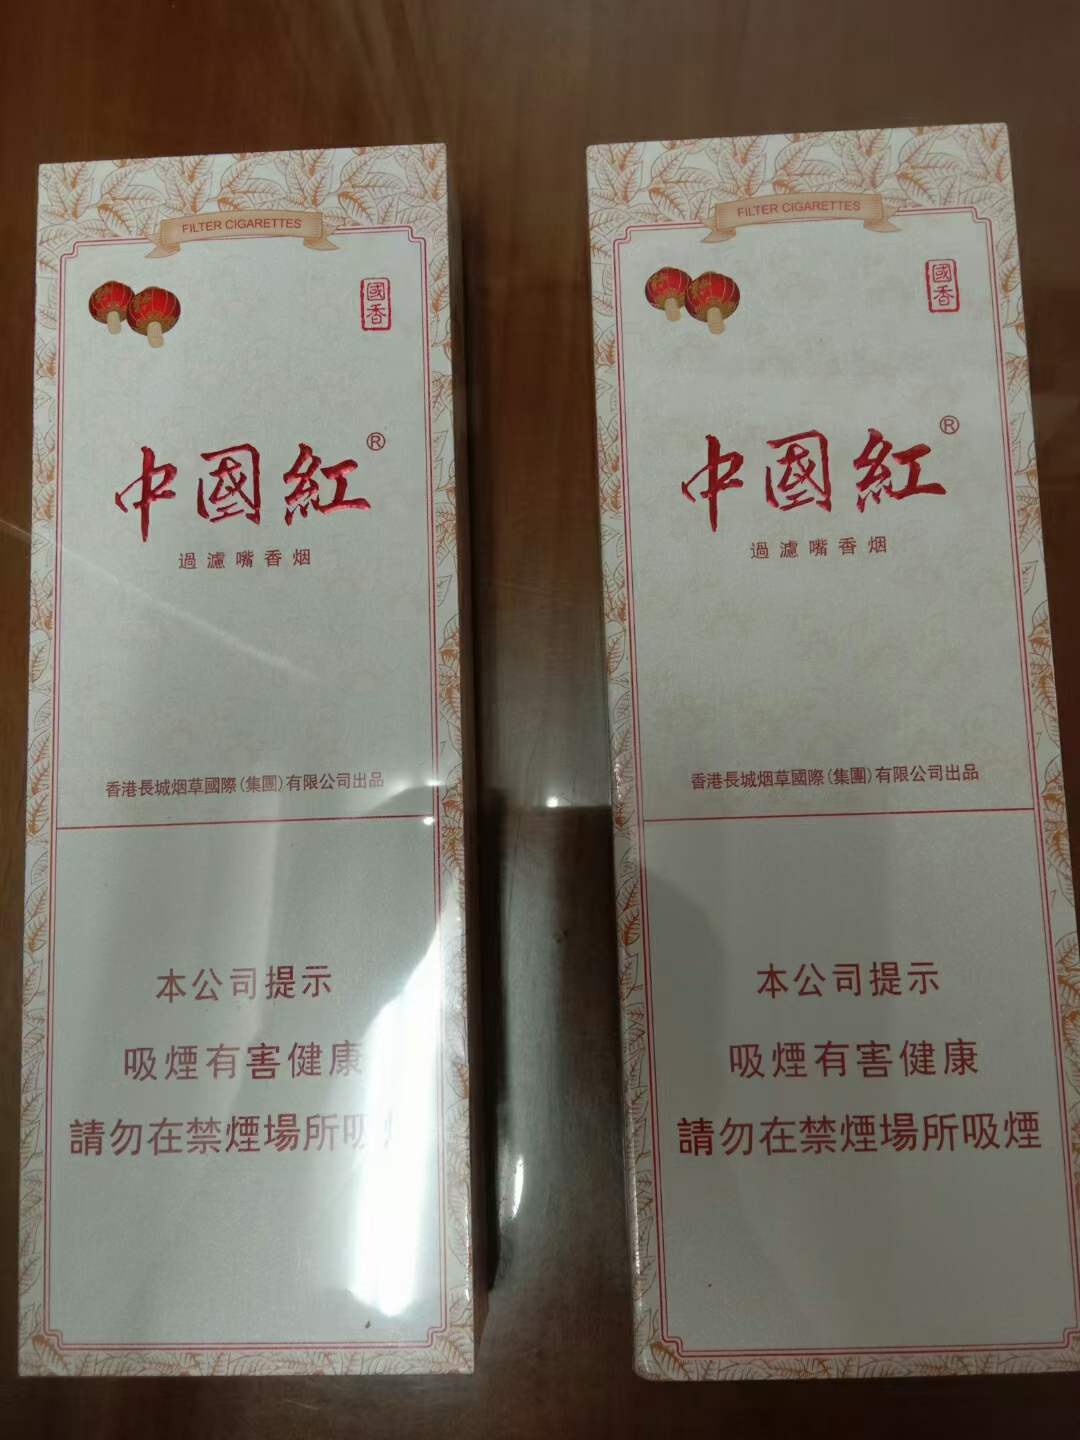 FILTER CIGARETTES
國香
中國紅®
過濾嘴香烟
香港長城烟草國際(集團)有限公司出品
本公司提示
吸煙有害健康
請勿在禁煙場所吸
FILTER CIGARETTES
國香
中國紅®
過濾嘴香烟
香港長城烟草國際(集團)有限公司出品
本公司提示
吸煙有害健康
請勿在禁煙場所吸煙